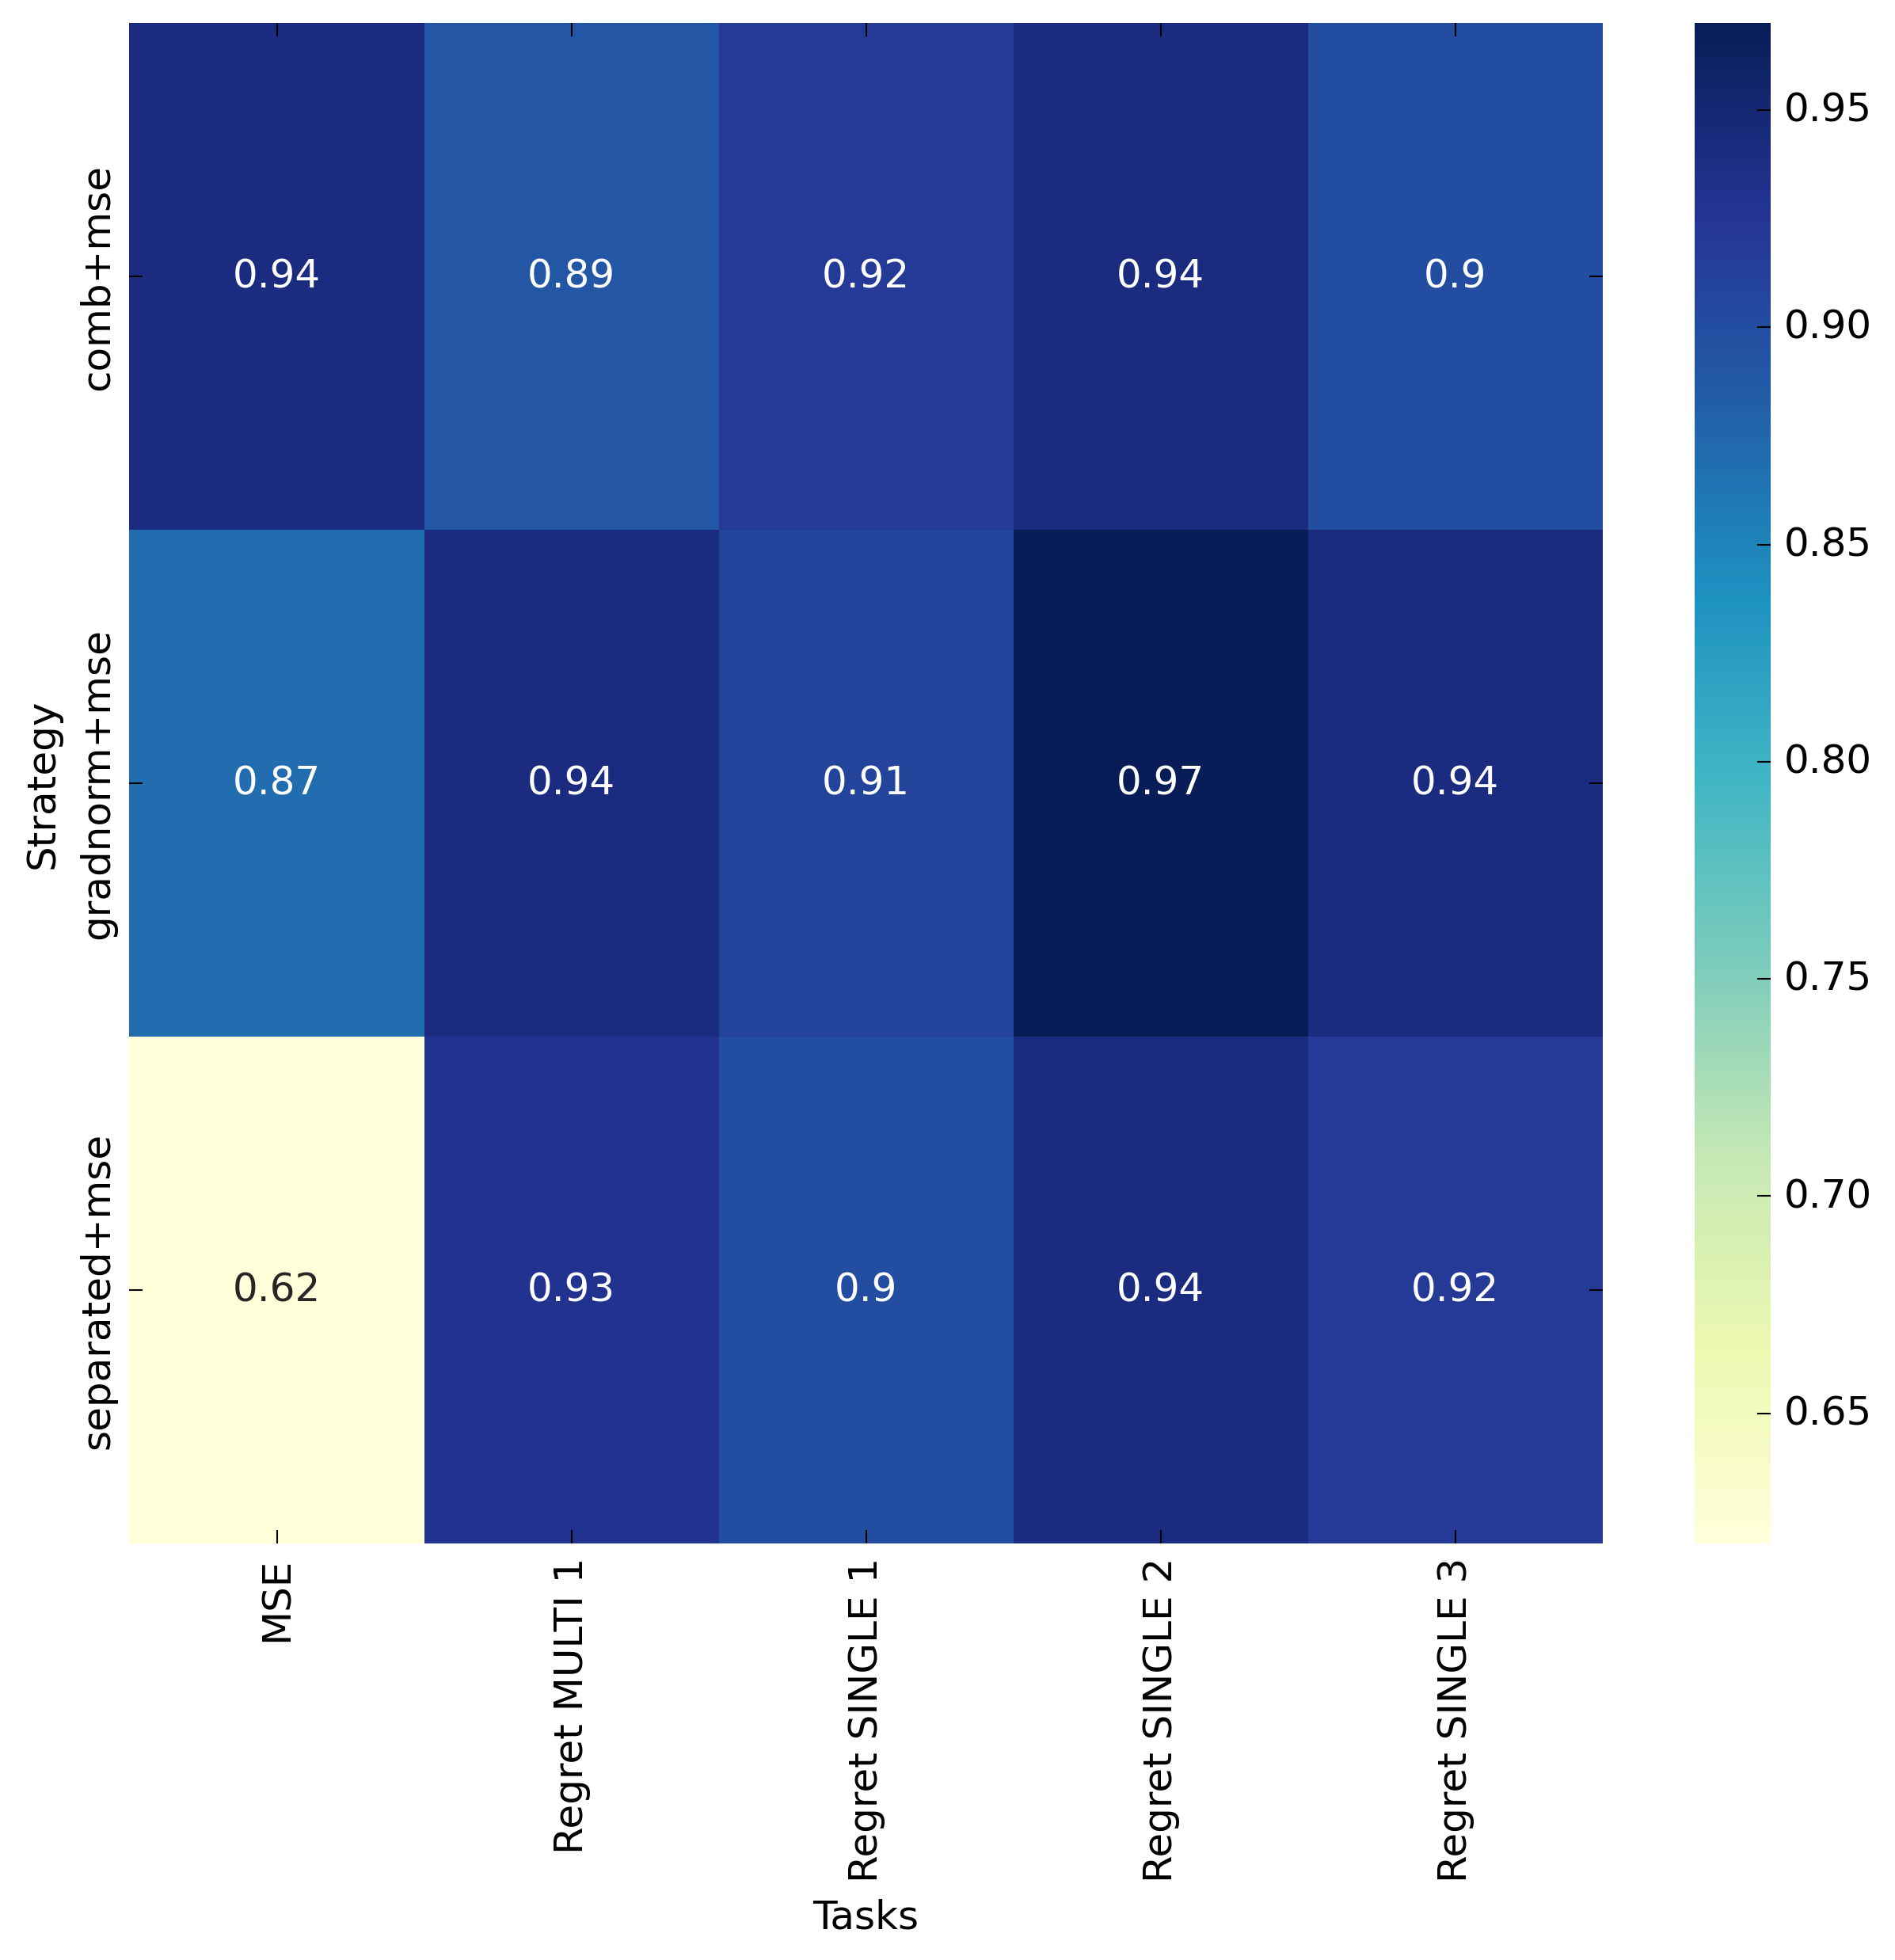 Strategy
comb+mse
0.94 0.89 0.92 0.94 0.9
gradnorm+mse
0.87 0.94 0.91 0.97 0.94
separated+mse
0.62 0.93 0.9 0.94 0.92
MSE
Regret MULTI 1
Regret SINGLE 1
Regret SINGLE 2
Regret SINGLE 3
Tasks
0.95
0.90
0.85
0.80
0.75
0.70
0.65